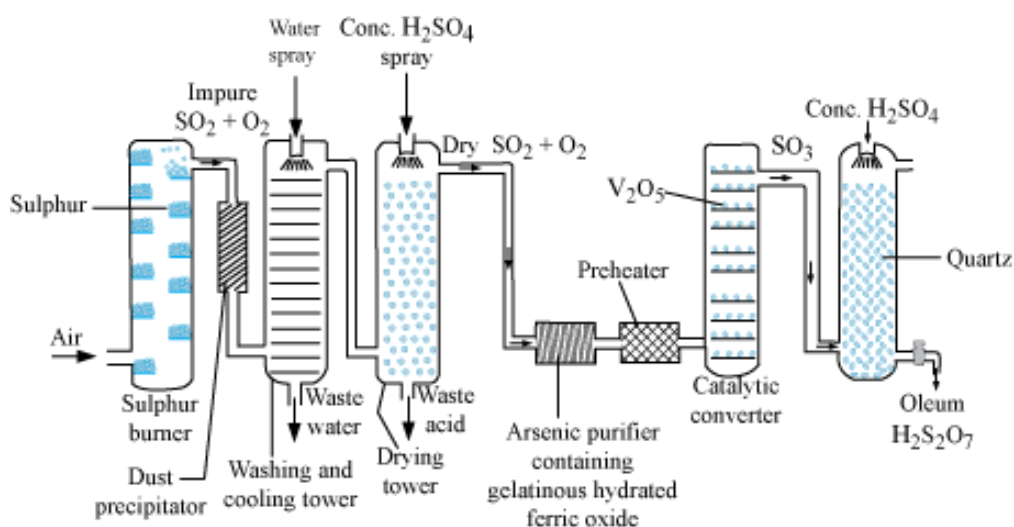 Water
spray
Conc. H₂SO₄
spray
Impure
SO₂ + O₂
Dry SO₂ + O₂
Conc. H₂SO₄
SO₃
V₂O₅
Sulphur
Quartz
Preheater
Air
Sulphur
burner
Waste
water
Waste
acid
Catalytic
converter
Oleum
H₂S₂O₇
Dust
precipitator
Washing and
cooling tower
Drying
tower
Arsenic purifier
containing
gelatinous hydrated
ferric oxide